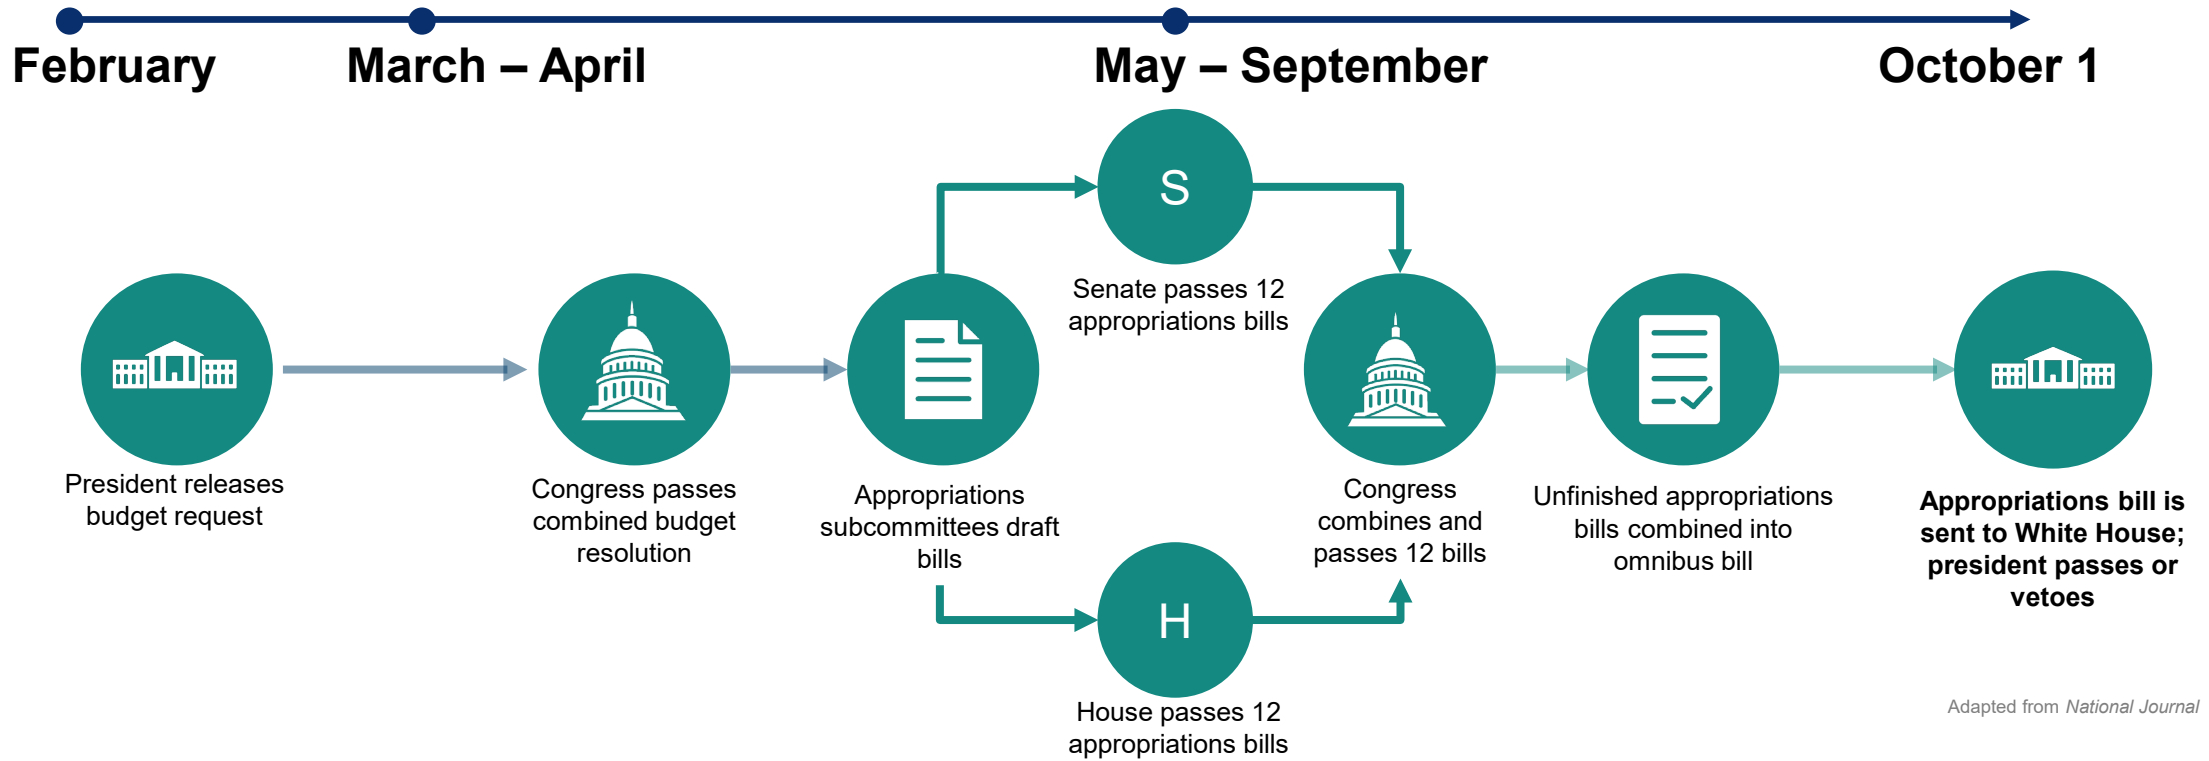 February
March – April
May – September
October 1
S
Senate passes 12
appropriations bills
President releases
budget request
Congress passes
combined budget
resolution
Appropriations
subcommittees draft
bills
H
House passes 12
appropriations bills
Congress
combines and
passes 12 bills
Unfinished appropriations
bills combined into
omnibus bill
Appropriations bill is
sent to White House;
president passes or
vetoes
Adapted from National Journal